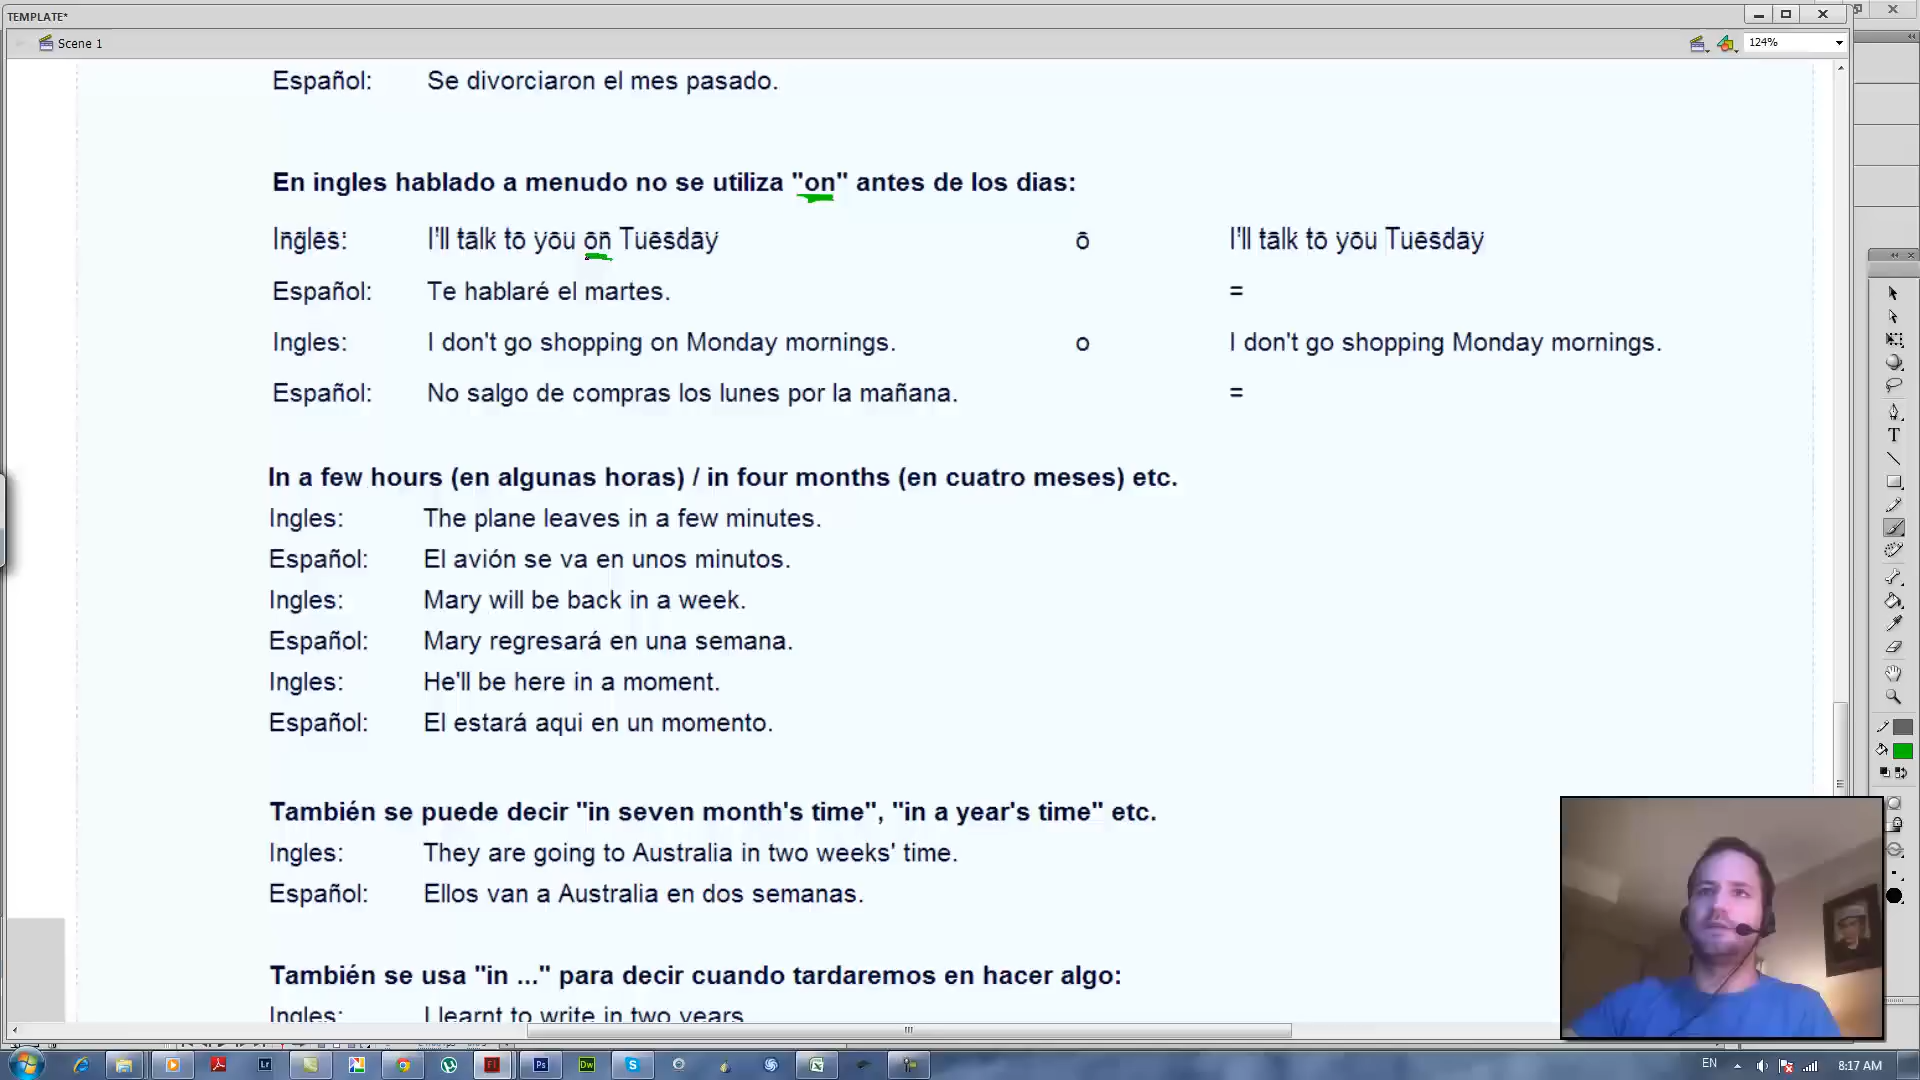 TEMPLATE*
Scene 1
124%
Español: Se divorciaron el mes pasado.
En ingles hablado a menudo no se utiliza "on" antes de los dias:
Ingles: I'll talk to you on Tuesday o I'll talk to you Tuesday
Español: Te hablaré el martes. =
Ingles: I don't go shopping on Monday mornings. o I don't go shopping Monday mornings.
Español: No salgo de compras los lunes por la mañana. =
In a few hours (en algunas horas) / in four months (en cuatro meses) etc.
Ingles: The plane leaves in a few minutes.
Español: El avión se va en unos minutos.
Ingles: Mary will be back in a week.
Español: Mary regresará en una semana.
Ingles: He'll be here in a moment.
Español: El estará aqui en un momento.
También se puede decir "in seven month's time", "in a year's time" etc.
Ingles: They are going to Australia in two weeks' time.
Español: Ellos van a Australia en dos semanas.
También se usa "in ..." para decir cuando tardaremos en hacer algo:
Ingles: I learnt to write in two years
Lr Fl Ps Dw EN 8:17 AM